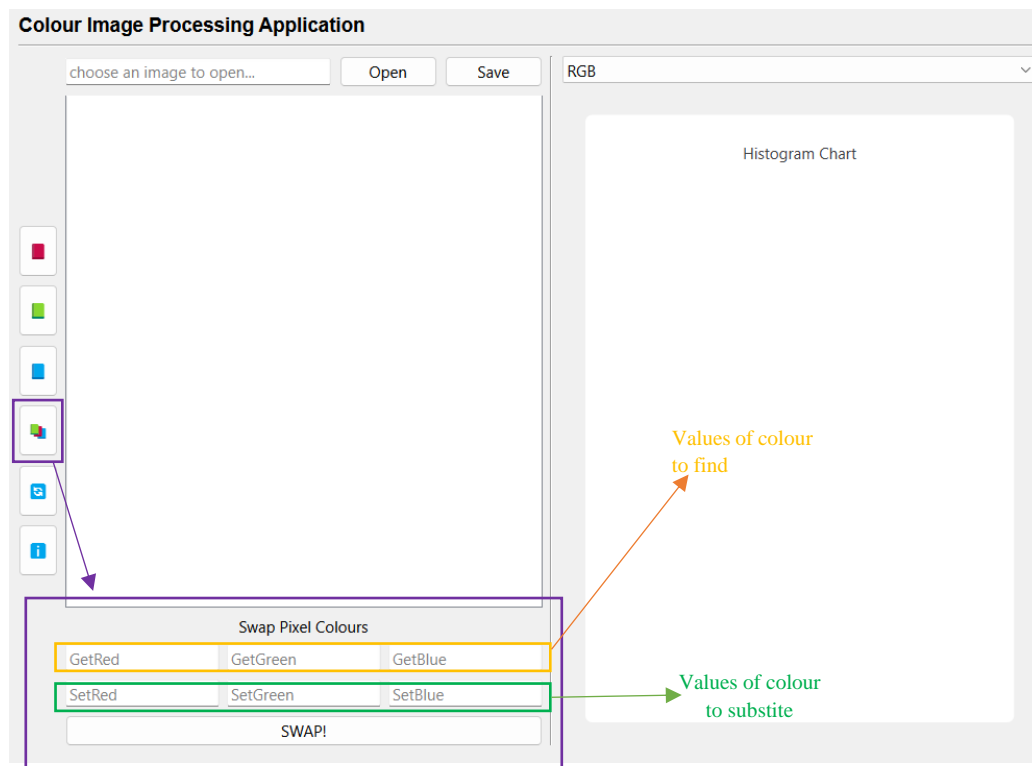 Colour Image Processing Application
choose an image to open...
Open
Save
RGB
Histogram Chart
Values of colour
to find
Swap Pixel Colours
GetRed
GetGreen
GetBlue
SetRed
SetGreen
SetBlue
Values of colour
to substite
SWAP!